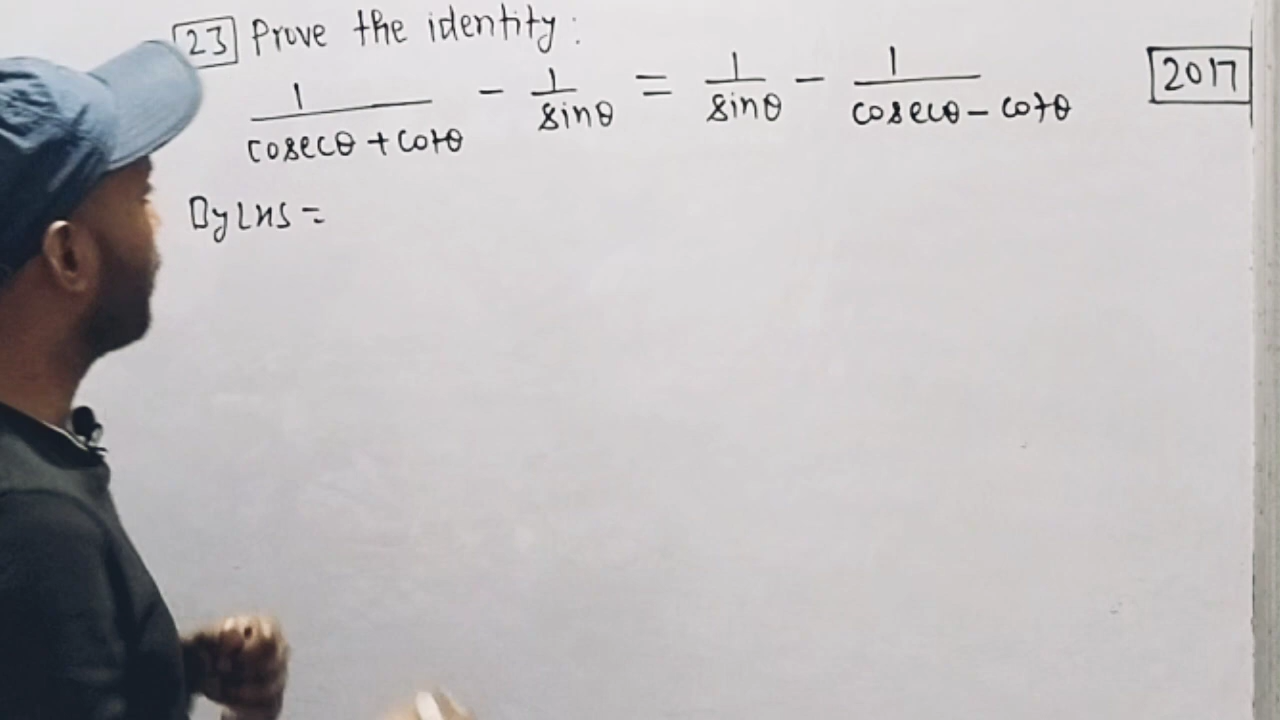 23 Prove the identity:
1/(cosecθ + cotθ) - 1/sinθ = 1/sinθ - 1/(cosecθ - cotθ)
2017
By LHS =